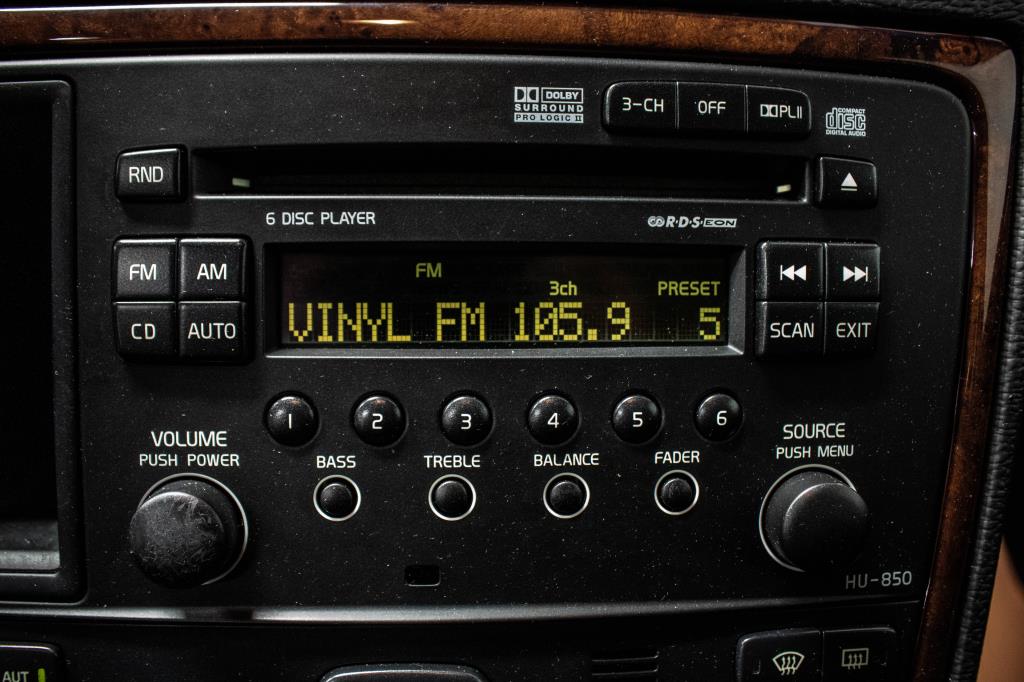 DOLBY
SURROUND
PRO LOGIC II
3-CH OFF PLII
COMPACT
disc
DIGITAL AUDIO
RND
6 DISC PLAYER
R·D·S EON
FM AM
CD AUTO
FM
3ch PRESET
VINYL FM 105.9 5
SCAN EXIT
1 2 3 4 5 6
VOLUME
PUSH POWER
BASS TREBLE BALANCE FADER
SOURCE
PUSH MENU
HU-850
AUT